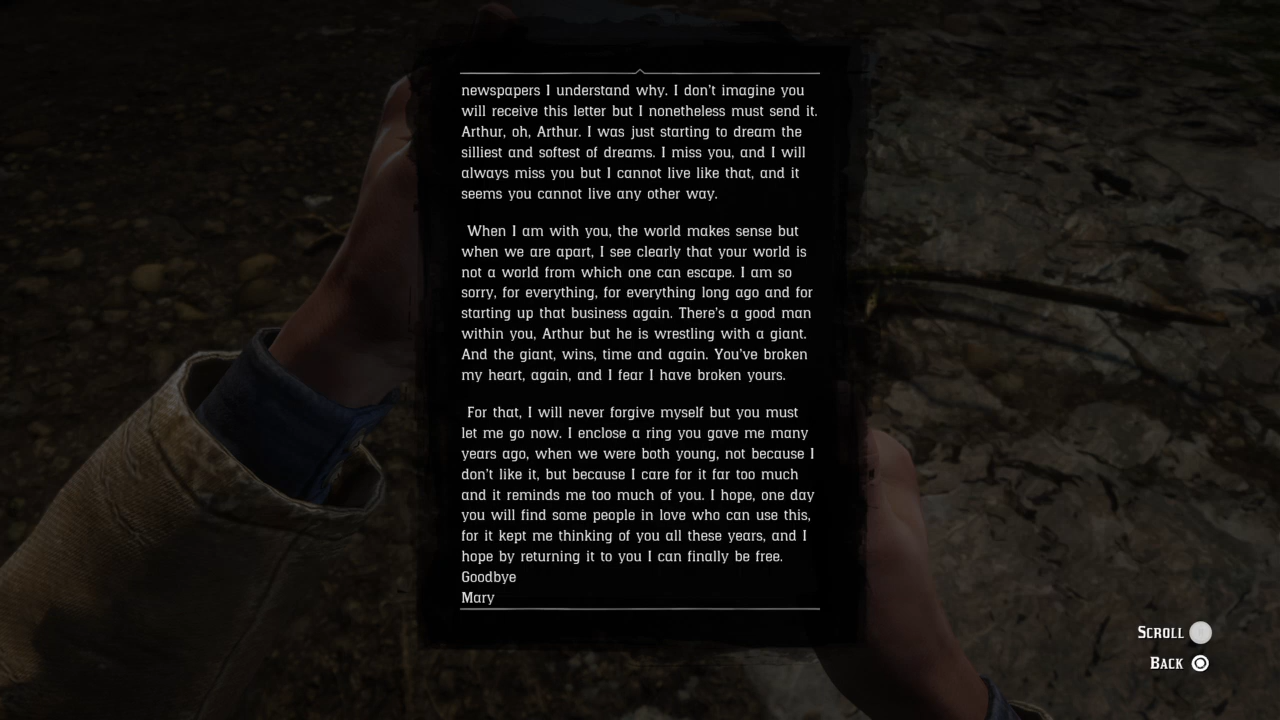 newspapers I understand why. I don't imagine you
will receive this letter but I nonetheless must send it.
Arthur, oh, Arthur. I was just starting to dream the
silliest and softest of dreams. I miss you, and I will
always miss you but I cannot live like that, and it
seems you cannot live any other way.
When I am with you, the world makes sense but
when we are apart, I see clearly that your world is
not a world from which one can escape. I am so
sorry, for everything, for everything long ago and for
starting up that business again. There's a good man
within you, Arthur but he is wrestling with a giant.
And the giant, wins, time and again. You've broken
my heart, again, and I fear I have broken yours.
For that, I will never forgive myself but you must
let me go now. I enclose a ring you gave me many
years ago, when we were both young, not because I
don't like it, but because I care for it far too much
and it reminds me too much of you. I hope, one day
you will find some people in love who can use this,
for it kept me thinking of you all these years, and I
hope by returning it to you I can finally be free.
Goodbye
Mary
Scroll
Back